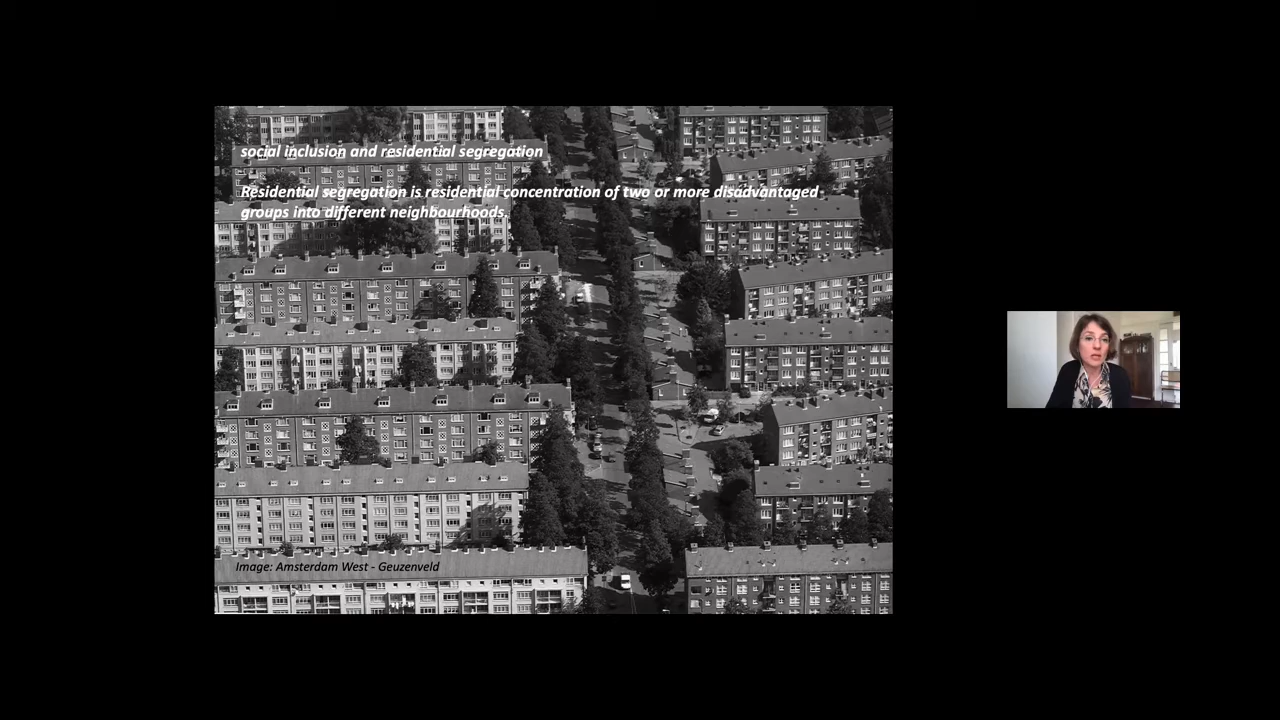 social inclusion and residential segregation
Residential segregation is residential concentration of two or more disadvantaged
groups into different neighbourhoods.
Image: Amsterdam West - Geuzenveld